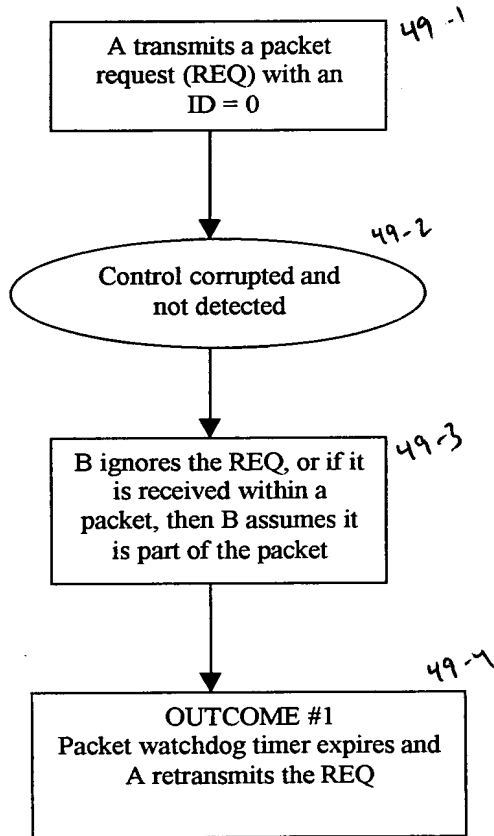 A transmits a packet
request (REQ) with an
ID = 0
49-1
Control corrupted and
not detected
49-2
B ignores the REQ, or if it
is received within a
packet, then B assumes it
is part of the packet
49-3
OUTCOME #1
Packet watchdog timer expires and
A retransmits the REQ
49-4